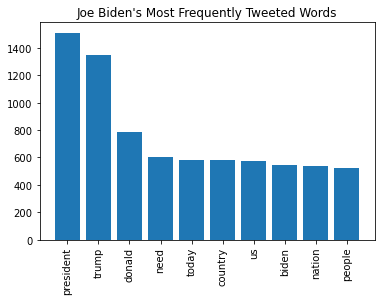 Joe Biden's Most Frequently Tweeted Words
1400
1200
1000
800
600
400
200
0
president
trump
donald
need
today
country
us
biden
nation
people